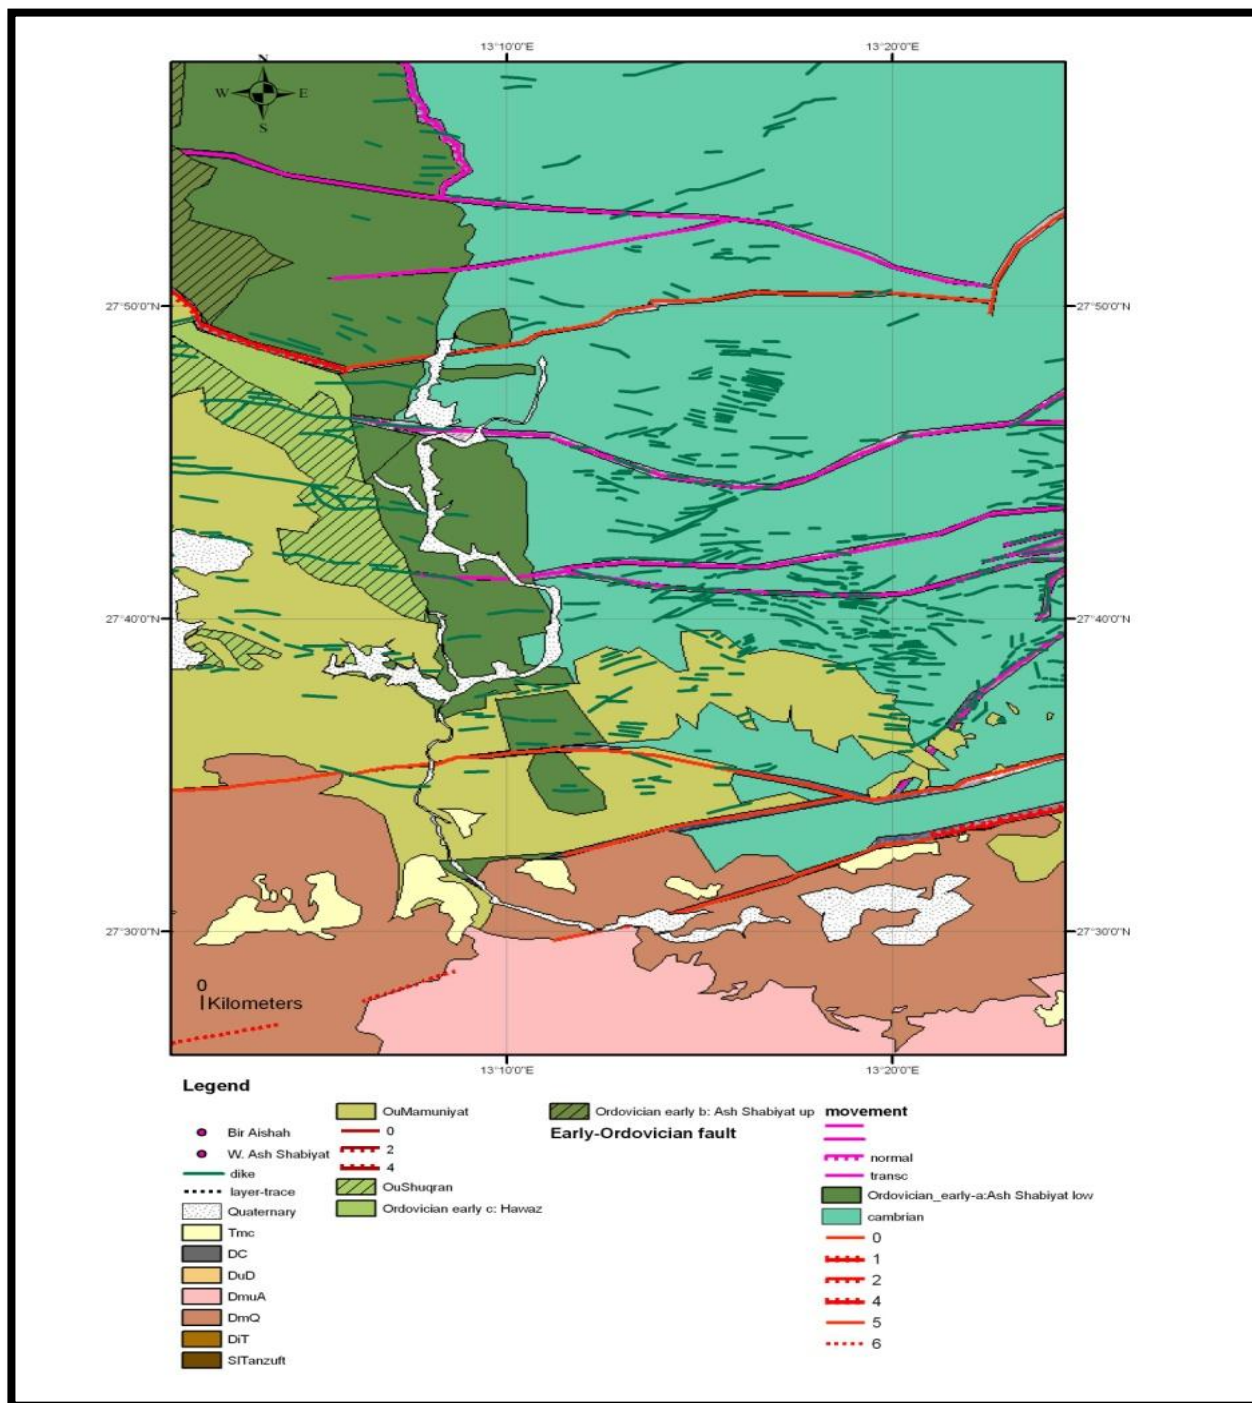 13°10'0"E 13°20'0"E
N
W E
S
27°50'0"N 27°50'0"N
27°40'0"N 27°40'0"N
27°30'0"N 27°30'0"N
0
Kilometers
13°10'0"E 13°20'0"E
Legend
Bir Aishah
W. Ash Shabiyat
dike
layer-trace
Quaternary
Tmc
DC
DuD
DmuA
DmQ
DiT
SlTanzuft
OuMamuniyat
0
2
4
OuShuqran
Ordovician early c: Hawaz
Ordovician early b: Ash Shabiyat up
Early-Ordovician fault
movement
normal
transc
Ordovician_early-a:Ash Shabiyat low
cambrian
0
1
2
4
5
6